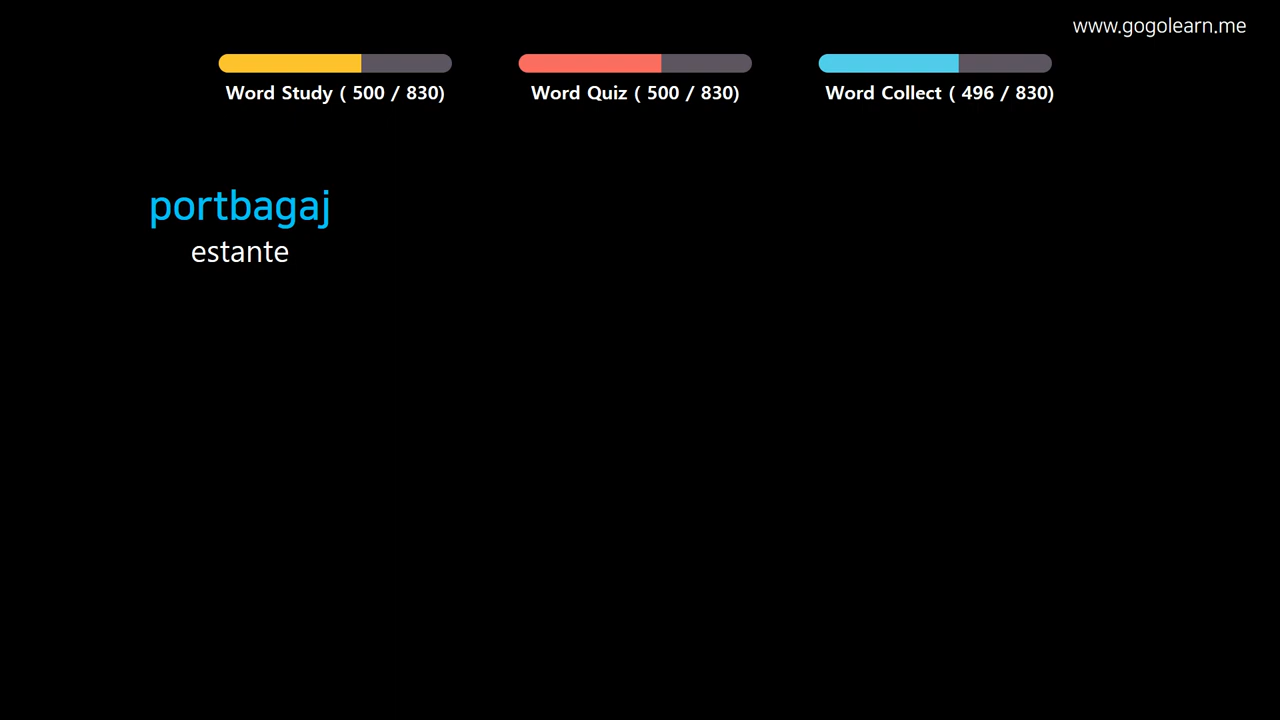 www.gogolearn.me
Word Study ( 500 / 830)
Word Quiz ( 500 / 830)
Word Collect ( 496 / 830)
portbagaj
estante